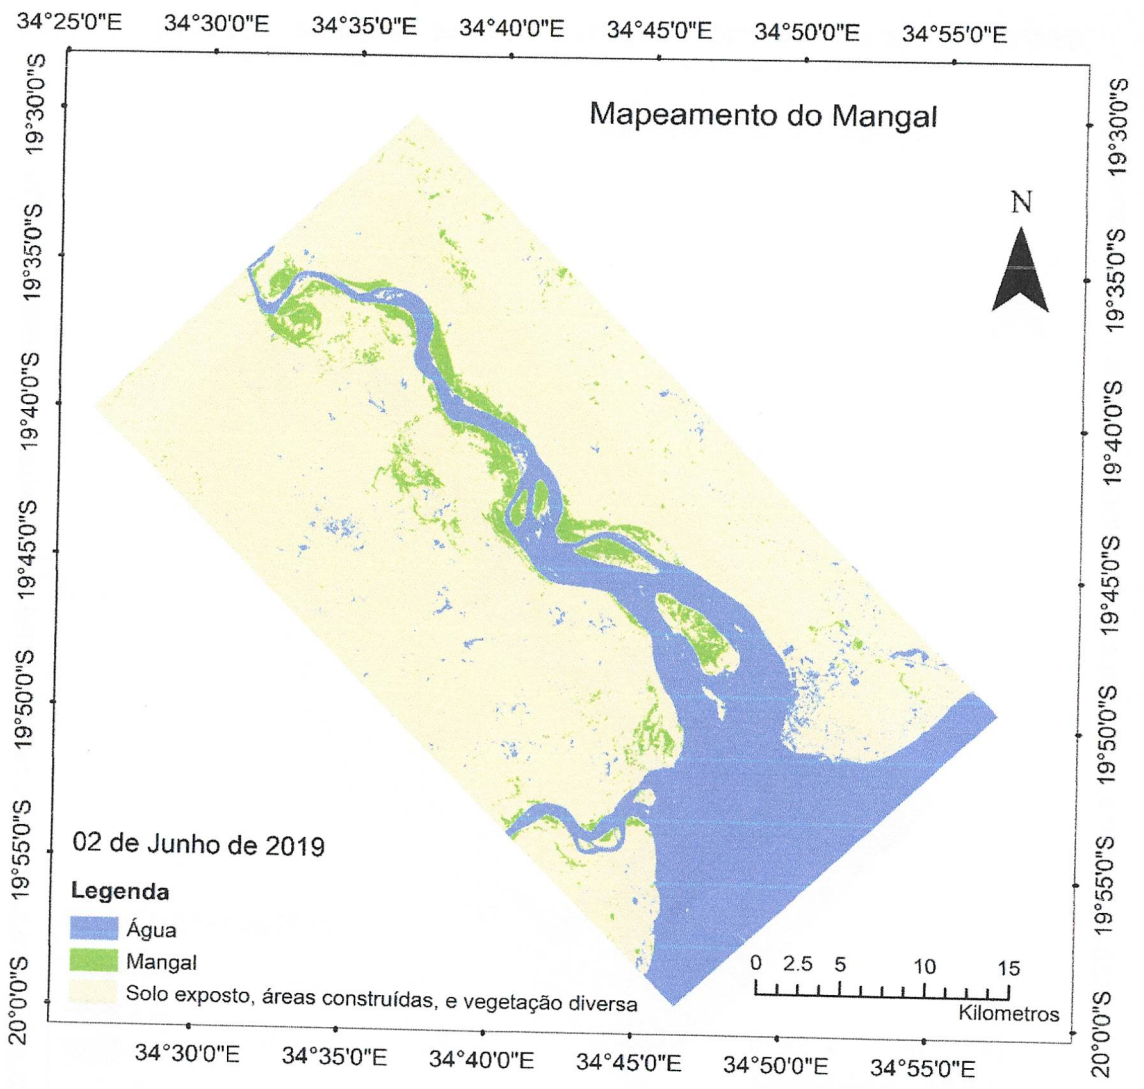 34°25'0"E 34°30'0"E 34°35'0"E 34°40'0"E 34°45'0"E 34°50'0"E 34°55'0"E
Mapeamento do Mangal
N
19°30'0"S
19°35'0"S
19°40'0"S
19°45'0"S
19°50'0"S
19°55'0"S
20°0'0"S
19°30'0"S
19°35'0"S
19°40'0"S
19°45'0"S
19°50'0"S
19°55'0"S
20°0'0"S
02 de Junho de 2019
Legenda
Água
Mangal
Solo exposto, áreas construídas, e vegetação diversa
0 2.5 5 10 15
Kilometros
34°30'0"E 34°35'0"E 34°40'0"E 34°45'0"E 34°50'0"E 34°55'0"E